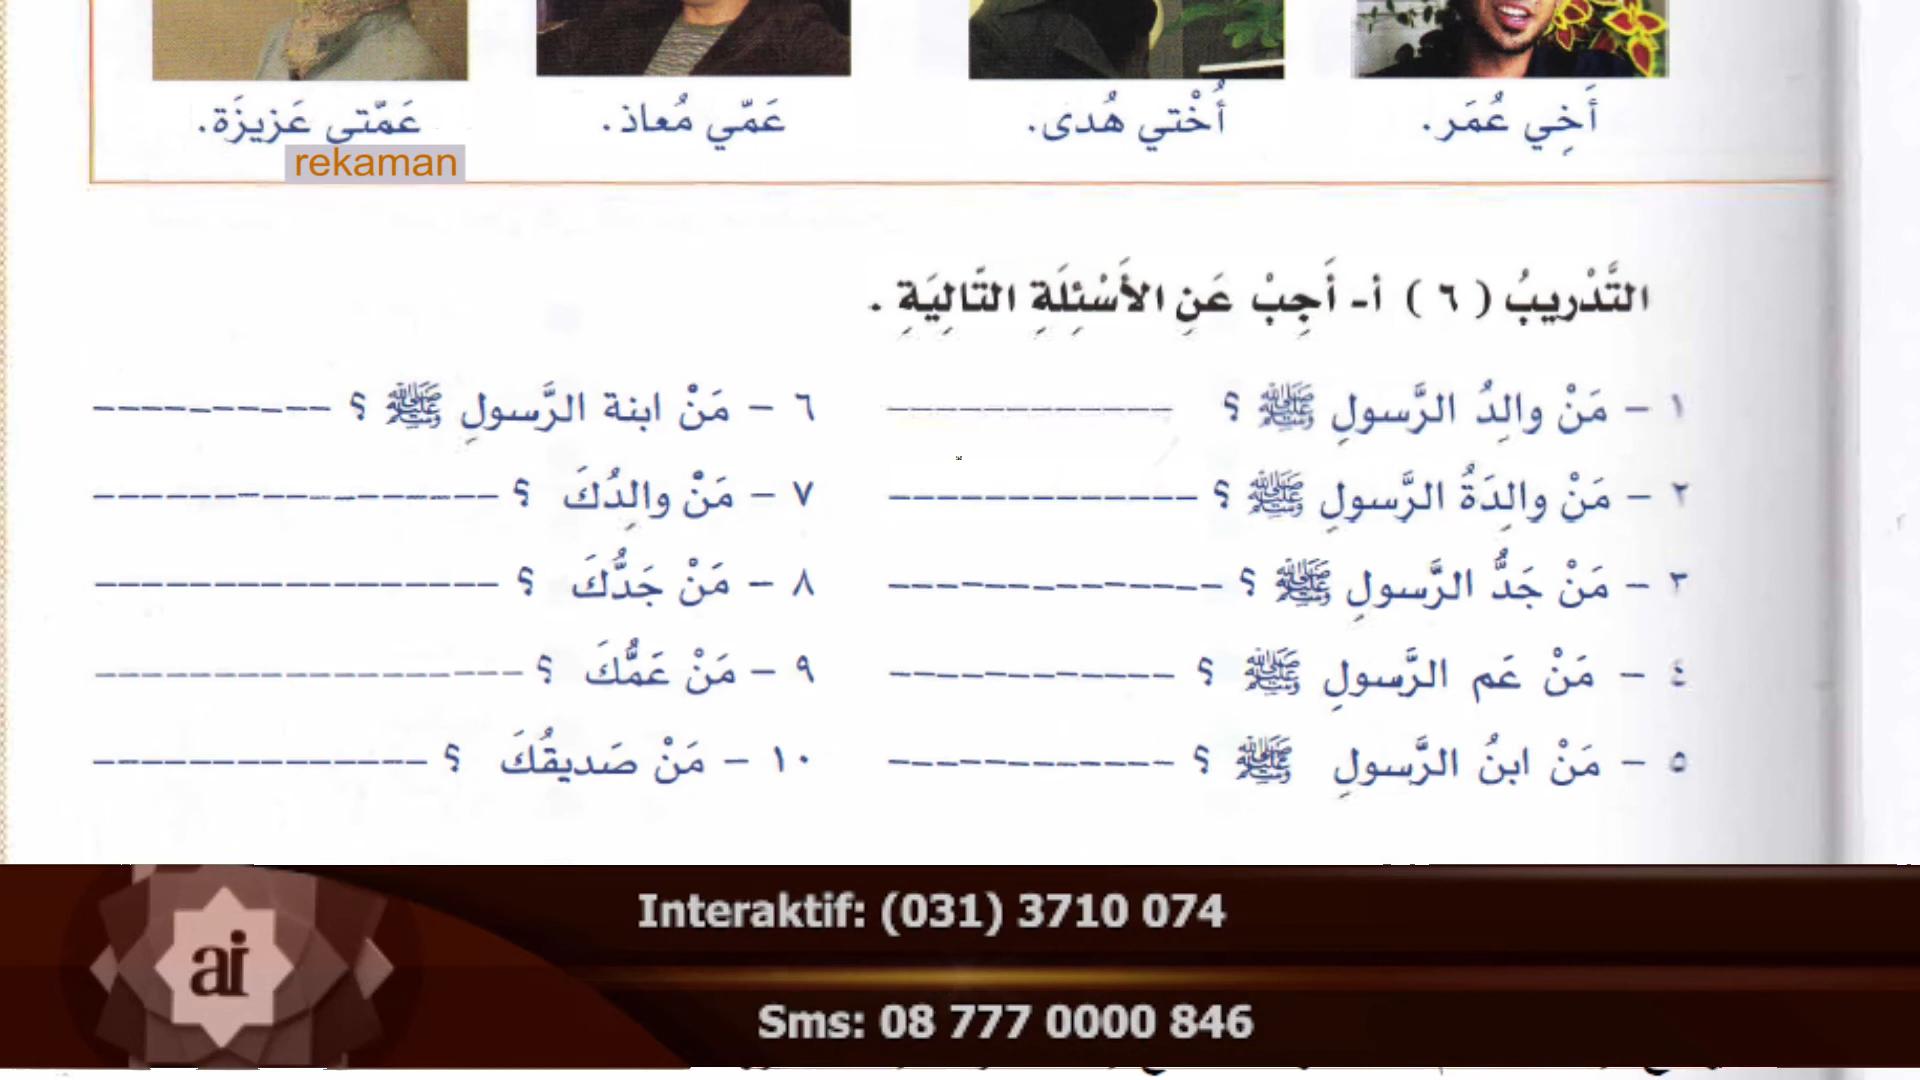 أَخِي عُمَر.
أُخْتي هُدى.
عَمّي مُعاذ.
عَمّتي عَزيزَة.
rekaman
التَّدْريبُ ( ٦ ) أ- أَجِبْ عَنِ الأَسْئِلَةِ التَّالِيَةِ .
١ – مَنْ والِدُ الرَّسولِ ﷺ ؟ ------------
٢ – مَنْ والِدَةُ الرَّسولِ ﷺ ؟ -------------
٣ – مَنْ جَدُّ الرَّسولِ ﷺ ؟ --------------
٤ – مَنْ عَم الرَّسولِ ﷺ ؟ ------------
٥ – مَنْ ابنُ الرَّسولِ ﷺ ؟ ------------
٦ – مَنْ ابنة الرَّسولِ ﷺ ؟ ----------
٧ – مَنْ والِدُكَ ؟ -----------------
٨ – مَنْ جَدُّكَ ؟ -----------------
٩ – مَنْ عَمُّكَ ؟ ------------------
١٠ – مَنْ صَديقُكَ ؟ --------------
ai
Interaktif: (031) 3710 074
Sms: 08 777 0000 846